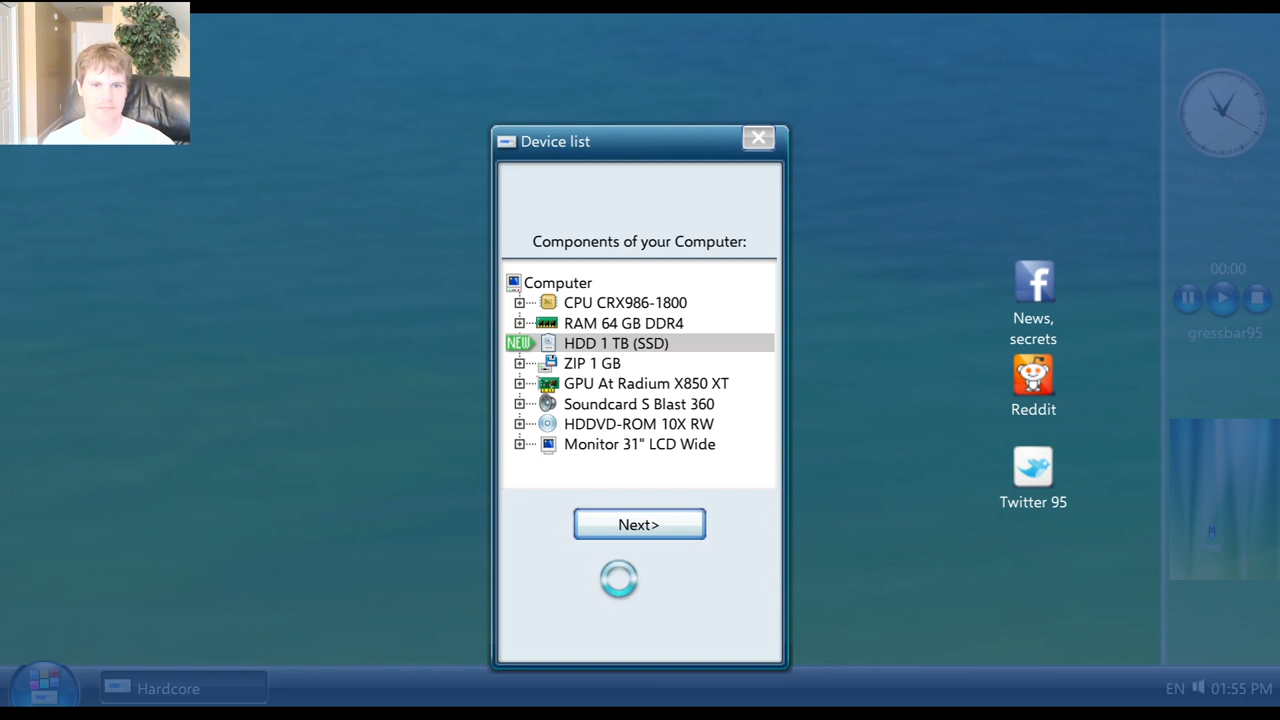 Device list
Components of your Computer:
Computer
CPU CRX986-1800
RAM 64 GB DDR4
NEW HDD 1 TB (SSD)
ZIP 1 GB
GPU At Radium X850 XT
Soundcard S Blast 360
HDDVD-ROM 10X RW
Monitor 31" LCD Wide
Next>
News,
secrets
Reddit
Twitter 95
00:00
gressbar95
Hardcore
EN 01:55 PM